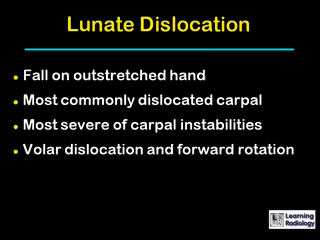 Lunate Dislocation
Fall on outstretched hand
Most commonly dislocated carpal
Most severe of carpal instabilities
Volar dislocation and forward rotation
Learning
Radiology